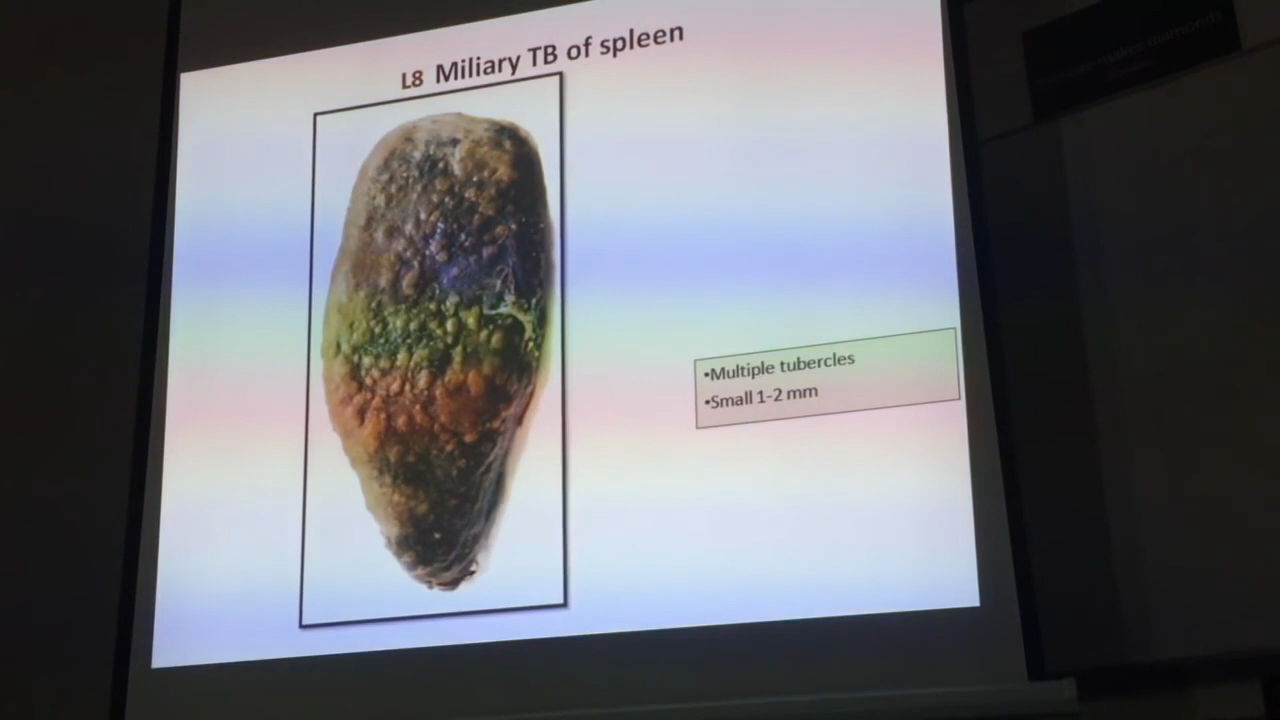 L8 Miliary TB of spleen
•Multiple tubercles
•Small 1-2 mm